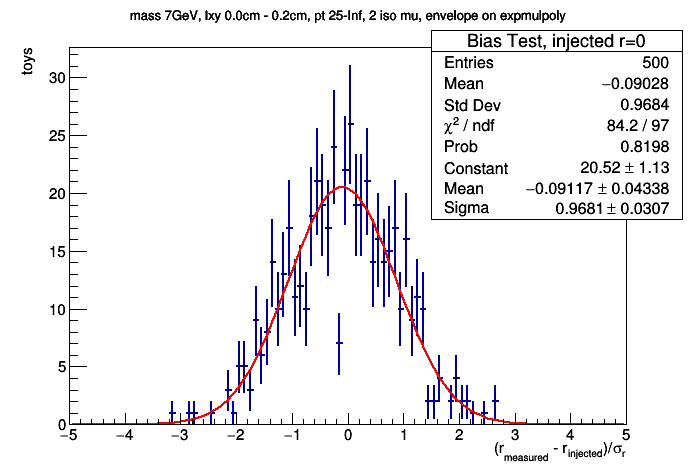 mass 7GeV, lxy 0.0cm - 0.2cm, pt 25-Inf, 2 iso mu, envelope on expmulpoly
Bias Test, injected r=0
Entries 500
Mean −0.09028
Std Dev 0.9684
χ² / ndf 84.2 / 97
Prob 0.8198
Constant 20.52 ± 1.13
Mean −0.09117 ± 0.04338
Sigma 0.9681 ± 0.0307
toys
30
25
20
15
10
5
0
−5 −4 −3 −2 −1 0 1 2 3 4 5
(r_measured - r_injected)/σ_r